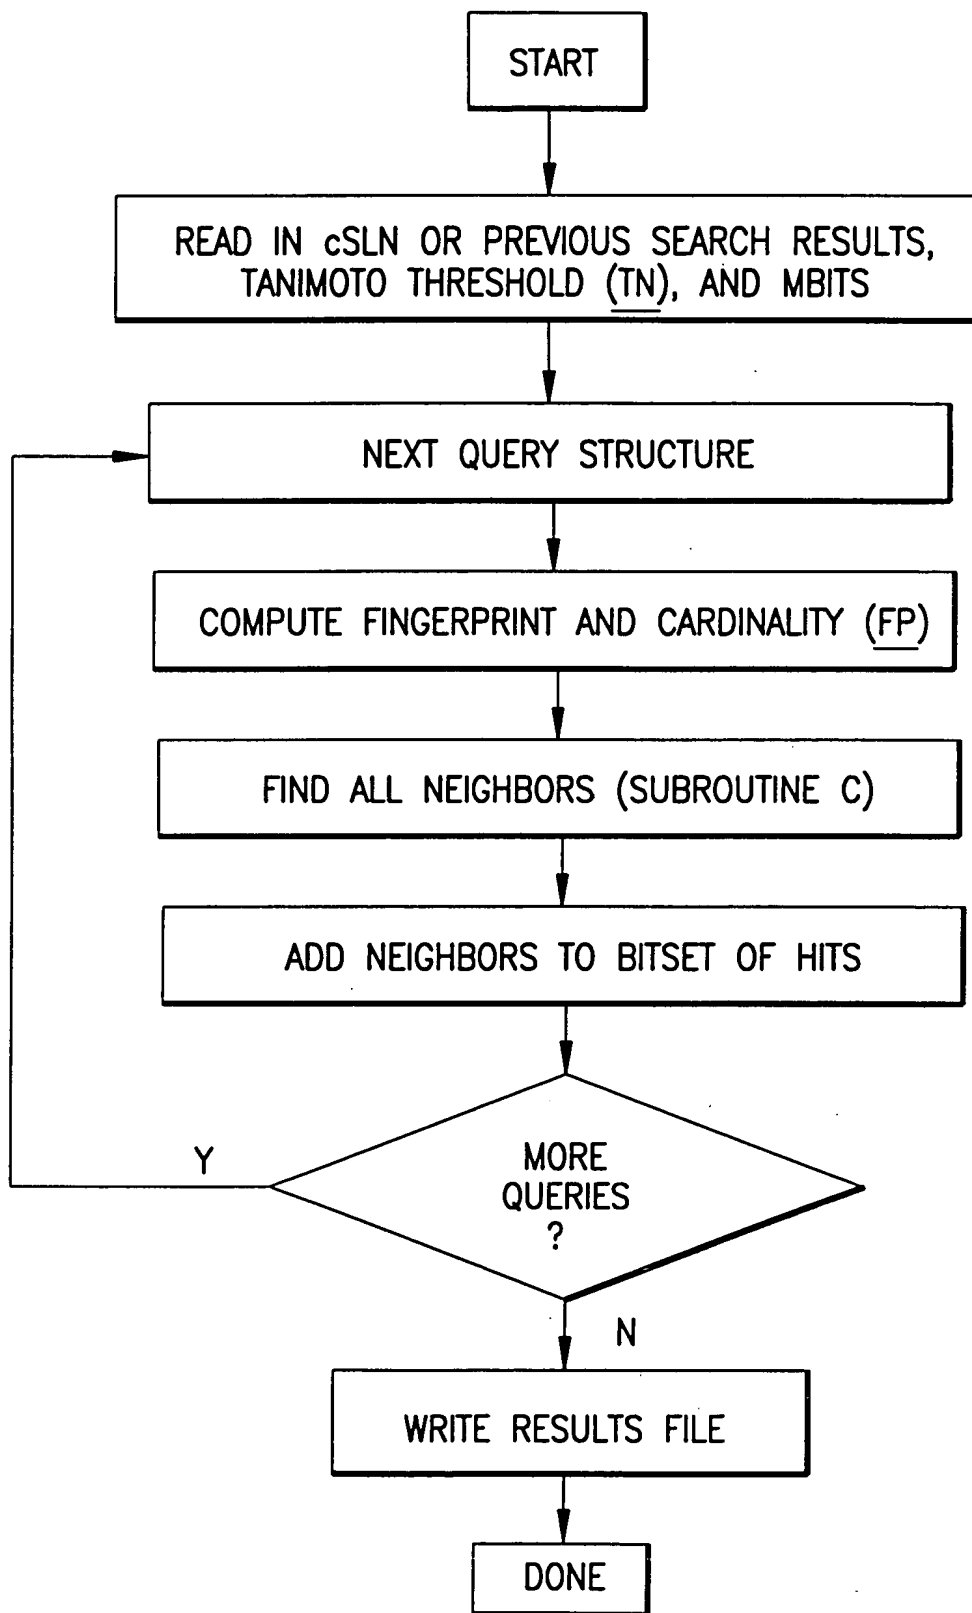 START
READ IN cSLN OR PREVIOUS SEARCH RESULTS,
TANIMOTO THRESHOLD (TN), AND MBITS
NEXT QUERY STRUCTURE
COMPUTE FINGERPRINT AND CARDINALITY (FP)
FIND ALL NEIGHBORS (SUBROUTINE C)
ADD NEIGHBORS TO BITSET OF HITS
MORE
QUERIES
?
Y
N
WRITE RESULTS FILE
DONE